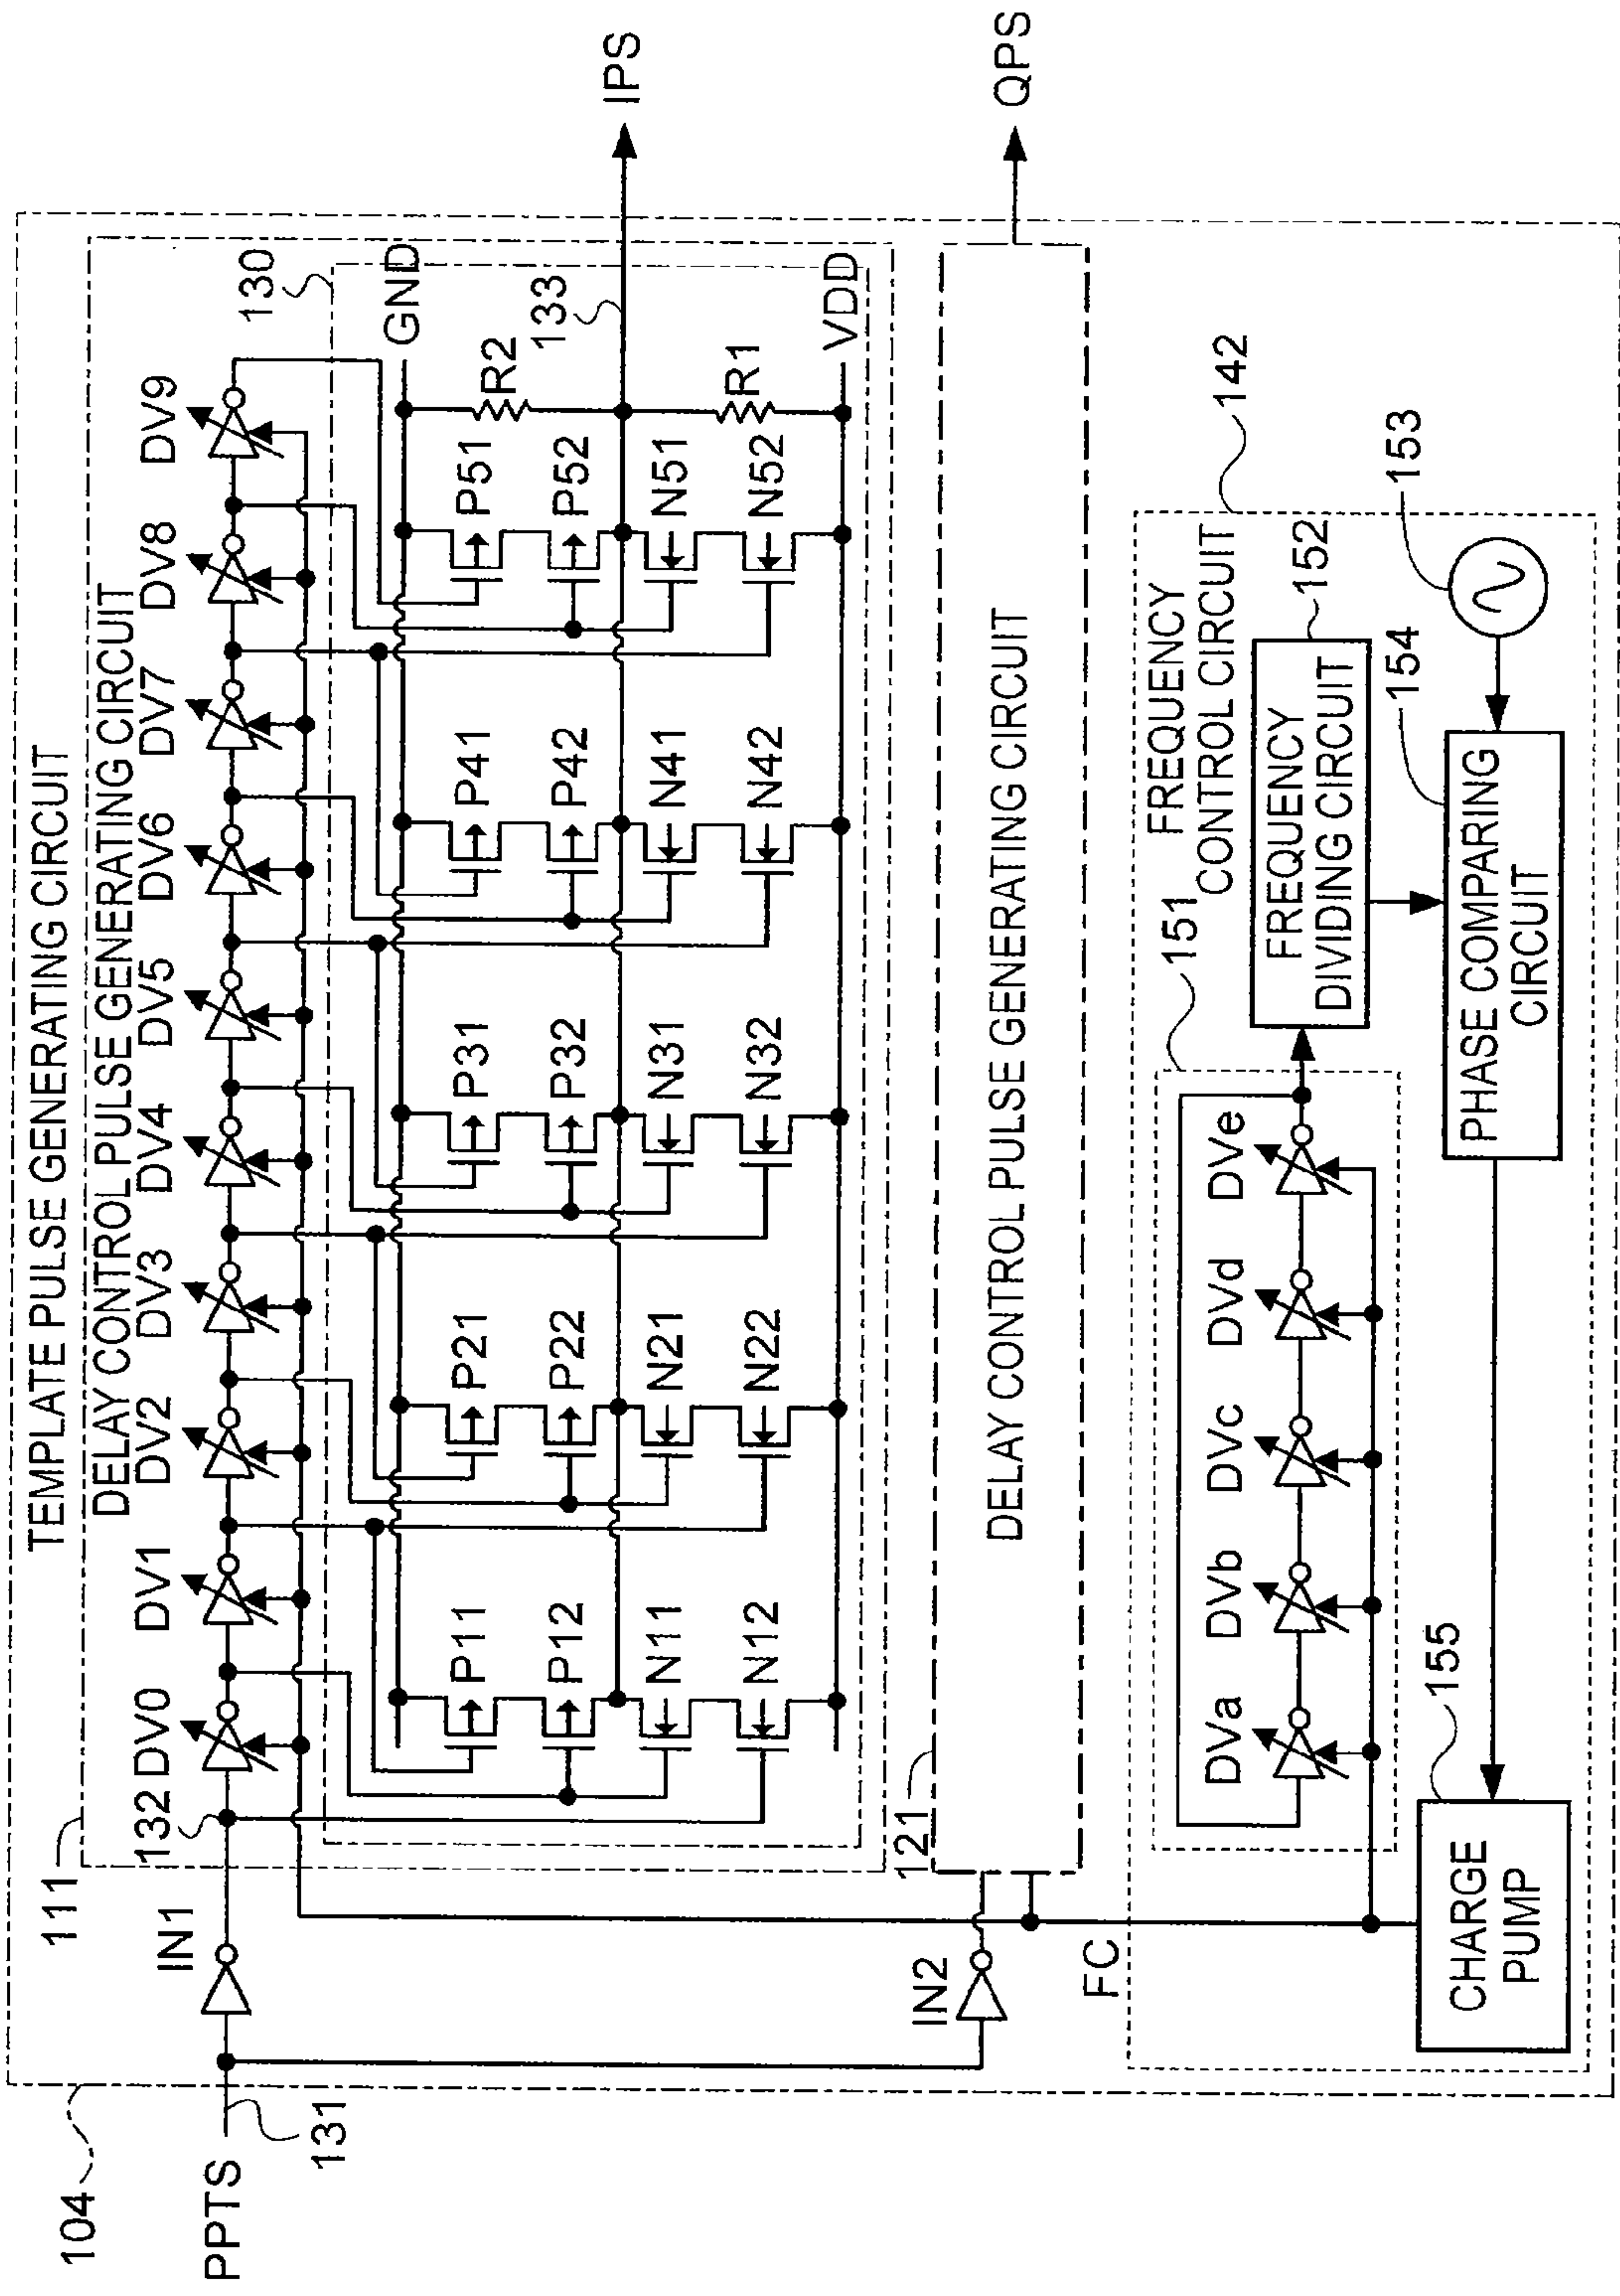 TEMPLATE PULSE GENERATING CIRCUIT
104
111
DELAY CONTROL PULSE GENERATING CIRCUIT
PPTS
131
IN1
132
DV0
DV1
DV2
DV3
DV4
DV5
DV6
DV7
DV8
DV9
130
GND
P11
P21
P31
P41
P51
R2
P12
P22
P32
P42
P52
133
IPS
N11
N21
N31
N41
N51
R1
N12
N22
N32
N42
N52
VDD
121
DELAY CONTROL PULSE GENERATING CIRCUIT
QPS
IN2
FC
FREQUENCY
CONTROL CIRCUIT
142
151
DVa
DVb
DVc
DVd
DVe
FREQUENCY
DIVIDING CIRCUIT
152
153
154
PHASE COMPARING
CIRCUIT
155
CHARGE
PUMP